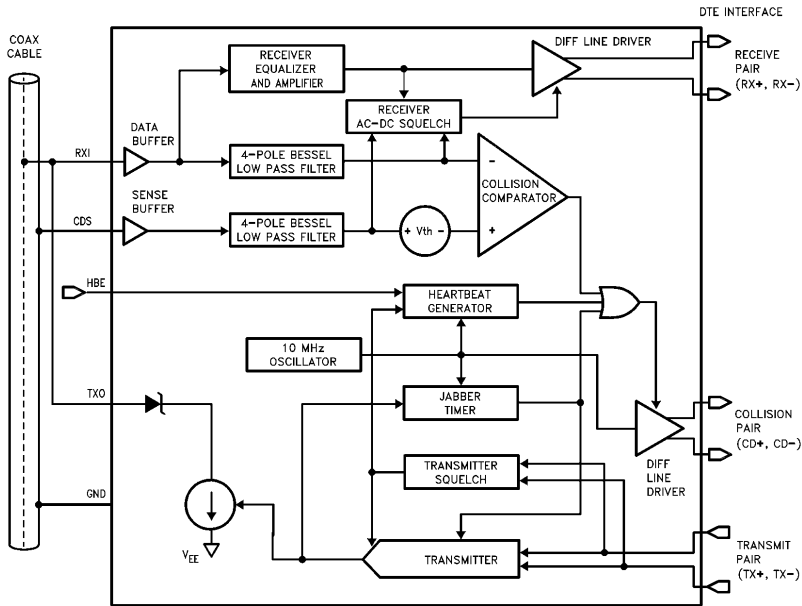 DTE INTERFACE
COAX
CABLE
RECEIVER
EQUALIZER
AND AMPLIFIER
DIFF LINE DRIVER
RECEIVE
PAIR
(RX+, RX-)
RECEIVER
AC-DC SQUELCH
DATA
BUFFER
RXI
4-POLE BESSEL
LOW PASS FILTER
-
COLLISION
COMPARATOR
SENSE
BUFFER
CDS
4-POLE BESSEL
LOW PASS FILTER
+ Vth -
+
HBE
HEARTBEAT
GENERATOR
10 MHz
OSCILLATOR
TXO
JABBER
TIMER
COLLISION
PAIR
(CD+, CD-)
DIFF
LINE
DRIVER
TRANSMITTER
SQUELCH
GND
VEE
TRANSMITTER
TRANSMIT
PAIR
(TX+, TX-)